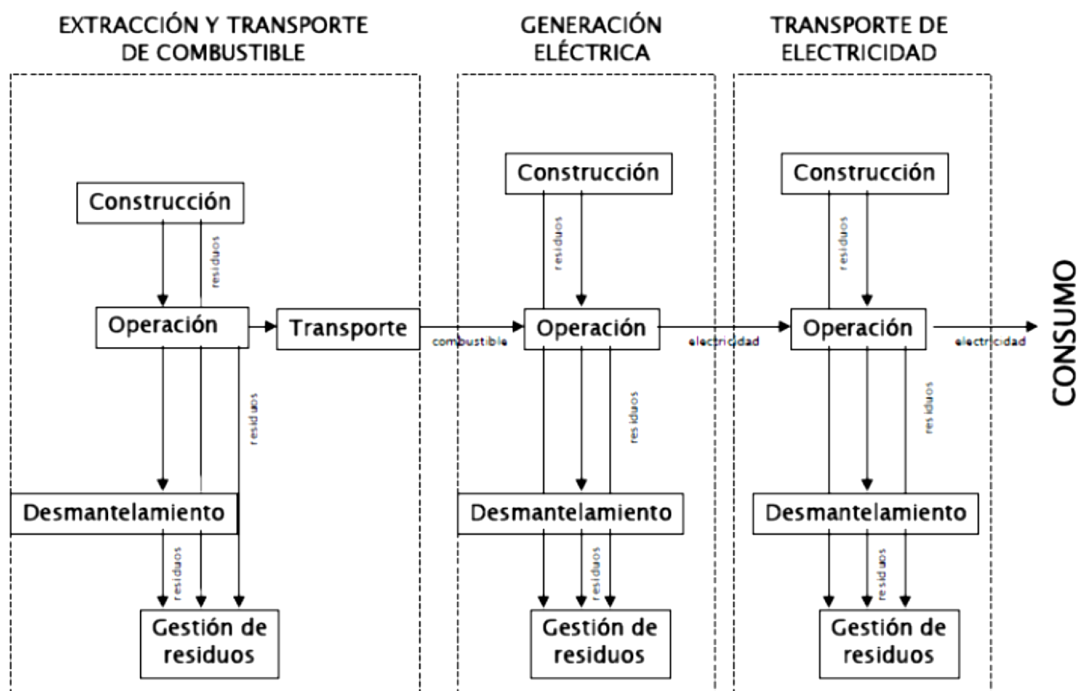 EXTRACCIÓN Y TRANSPORTE
DE COMBUSTIBLE
Construcción
residuos
Operación
Transporte
residuos
Desmantelamiento
residuos
Gestión de
residuos
combustible
GENERACIÓN
ELÉCTRICA
Construcción
residuos
Operación
residuos
Desmantelamiento
residuos
Gestión de
residuos
electricidad
TRANSPORTE DE
ELECTRICIDAD
Construcción
residuos
Operación
residuos
Desmantelamiento
residuos
Gestión de
residuos
electricidad
CONSUMO